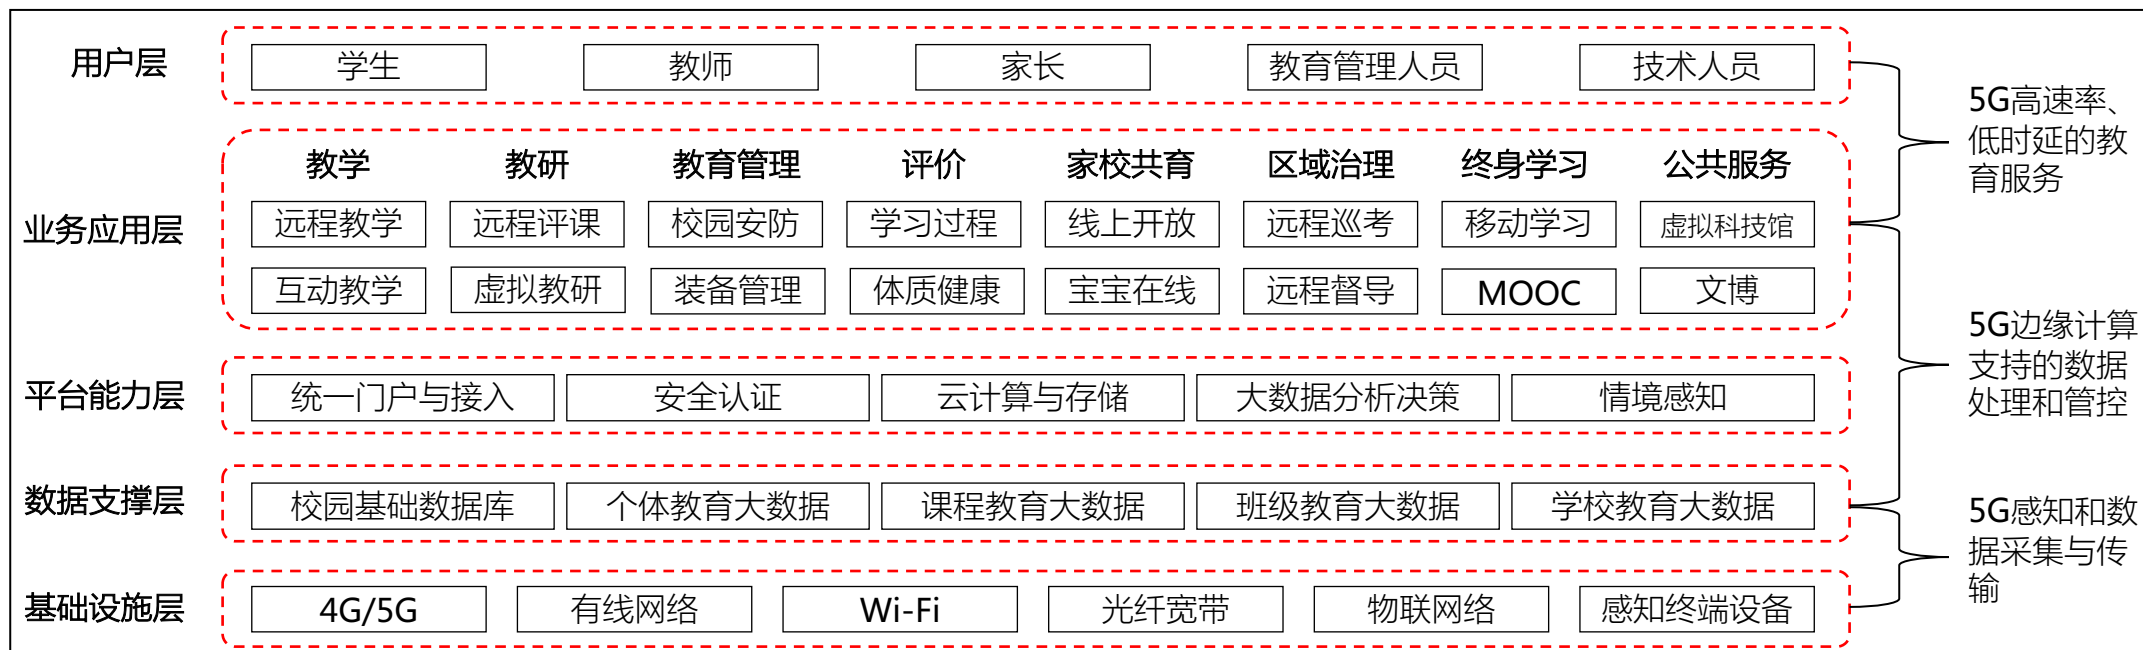 用户层
学生
教师
家长
教育管理人员
技术人员
业务应用层
教学
教研
教育管理
评价
家校共育
区域治理
终身学习
公共服务
远程教学
远程评课
校园安防
学习过程
线上开放
远程巡考
移动学习
虚拟科技馆
互动教学
虚拟教研
装备管理
体质健康
宝宝在线
远程督导
MOOC
文博
平台能力层
统一门户与接入
安全认证
云计算与存储
大数据分析决策
情境感知
数据支撑层
校园基础数据库
个体教育大数据
课程教育大数据
班级教育大数据
学校教育大数据
基础设施层
4G/5G
有线网络
Wi-Fi
光纤宽带
物联网络
感知终端设备
5G高速率、
低时延的教
育服务
5G边缘计算
支持的数据
处理和管控
5G感知和数
据采集与传
输